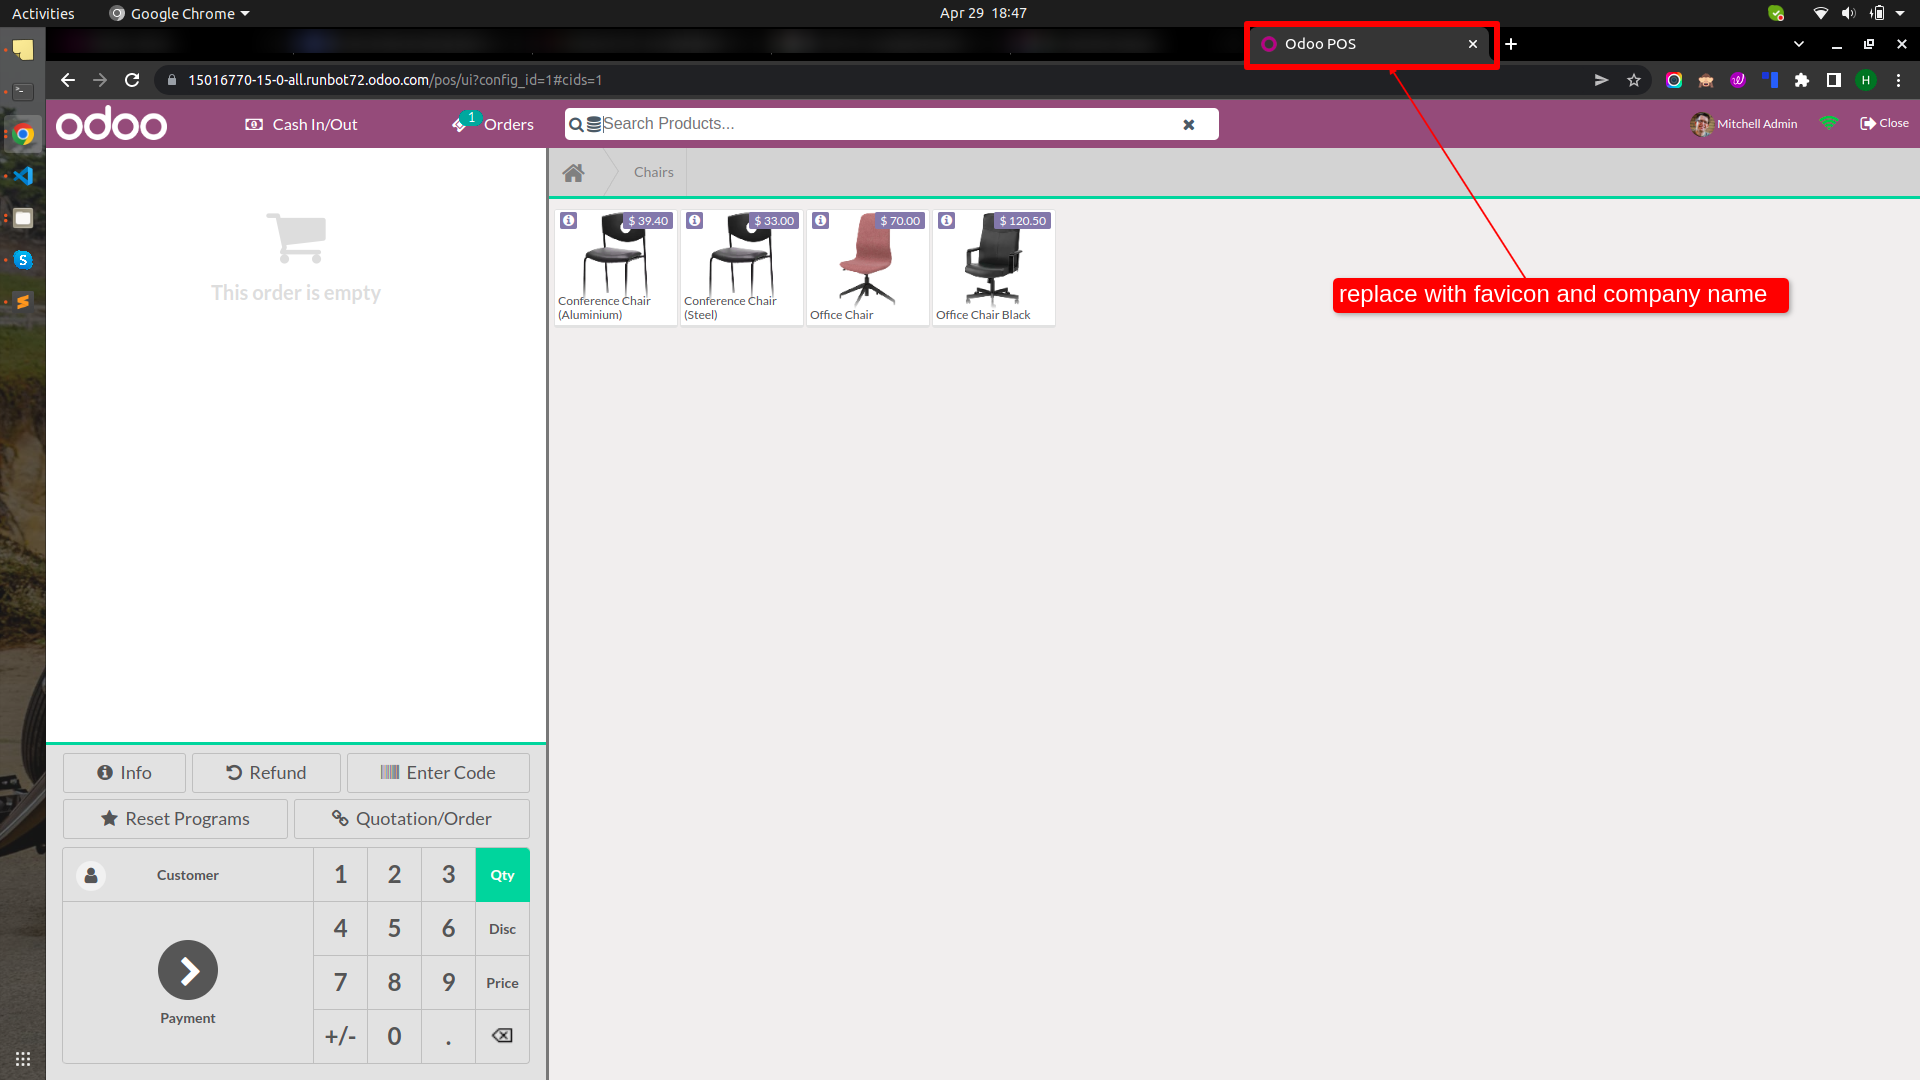 Activities
Google Chrome
Apr 29 18:47
Odoo POS
15016770-15-0-all.runbot72.odoo.com/pos/ui?config_id=1#cids=1
H
odoo
Cash In/Out
1
Orders
Search Products...
Mitchell Admin
Close
Chairs
$ 39.40
Conference Chair
(Aluminium)
$ 33.00
Conference Chair
(Steel)
$ 70.00
Office Chair
$ 120.50
Office Chair Black
replace with favicon and company name
This order is empty
Info
Refund
Enter Code
Reset Programs
Quotation/Order
Customer
1 2 3 Qty
4 5 6 Disc
7 8 9 Price
+/- 0 .
Payment